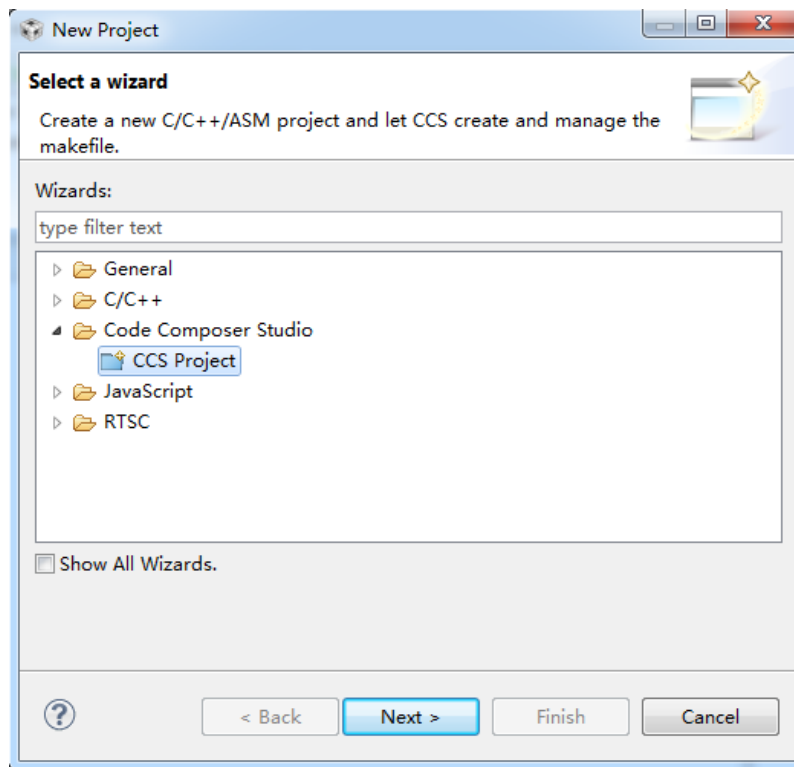 New Project
Select a wizard
Create a new C/C++/ASM project and let CCS create and manage the
makefile.
Wizards:
type filter text
General
C/C++
Code Composer Studio
CCS Project
JavaScript
RTSC
Show All Wizards.
?
< Back
Next >
Finish
Cancel